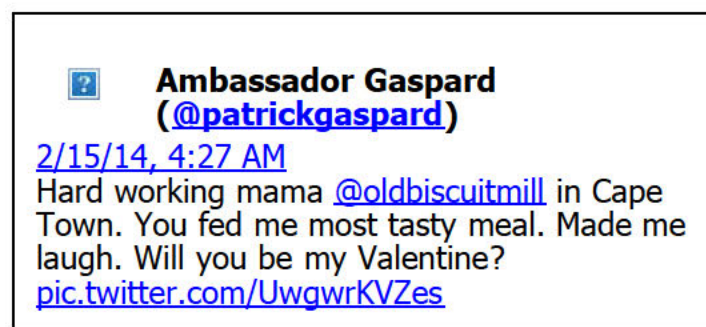 Ambassador Gaspard
(@patrickgaspard)
2/15/14, 4:27 AM
Hard working mama @oldbiscuitmill in Cape
Town. You fed me most tasty meal. Made me
laugh. Will you be my Valentine?
pic.twitter.com/UwgwrKVZes